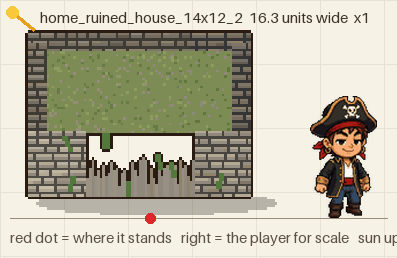 home_ruined_house_14x12_2 16.3 units wide x1
red dot = where it stands right = the player for scale sun up